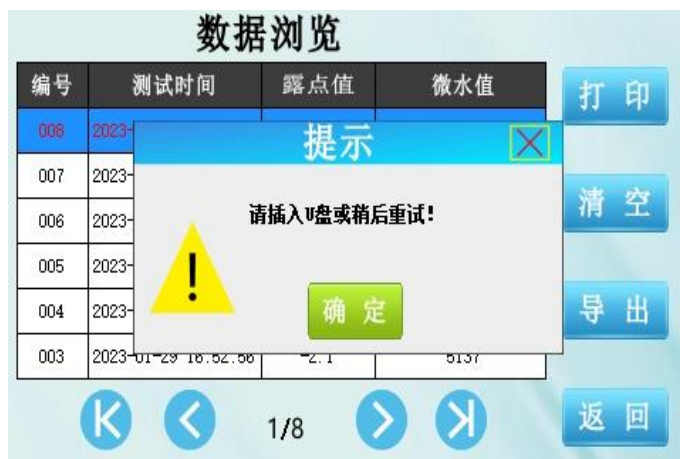 数据浏览
编号 测试时间 露点值 微水值
打 印
008 2023-
提示
007 2023-
请插入U盘或稍后重试!
清 空
006 2023-
005 2023-
!
004 2023-
确 定
导 出
003 2023-01-29 16:52:56 -2.1 5137
1/8
返 回